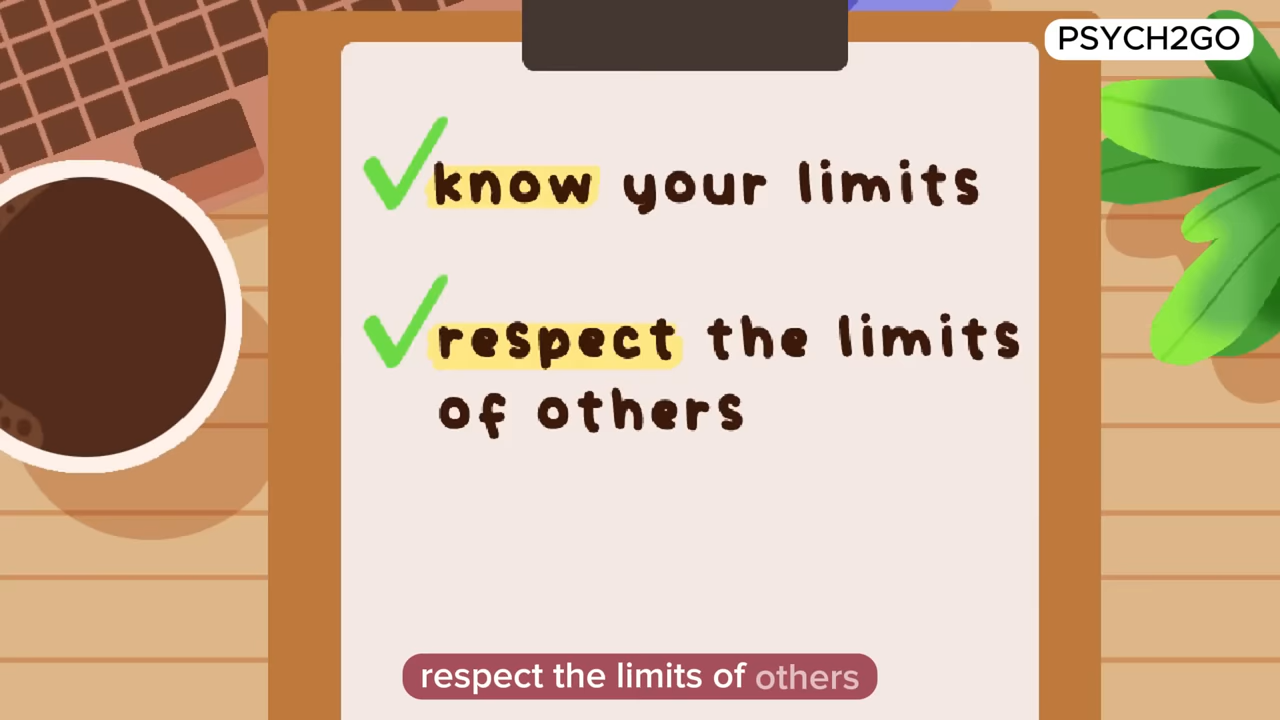 PSYCH2GO
know your limits
respect the limits
of others
respect the limits of others